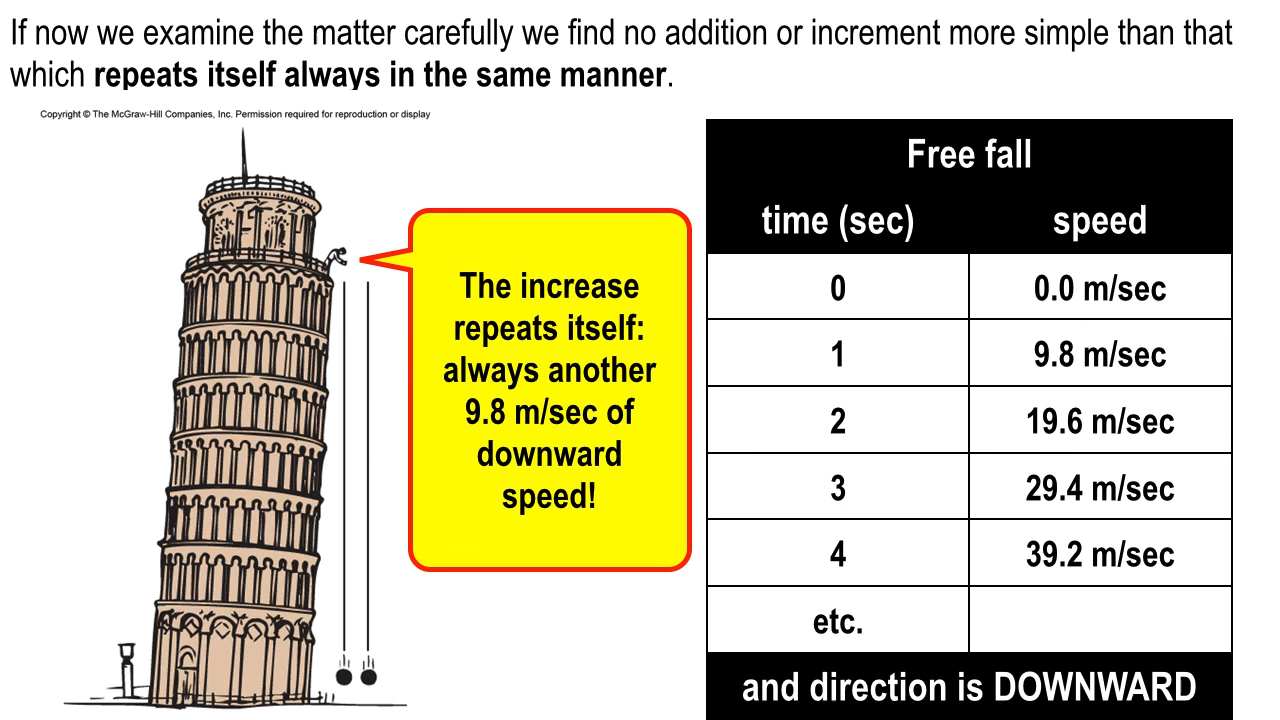 If now we examine the matter carefully we find no addition or increment more simple than that
which repeats itself always in the same manner.
Copyright © The McGraw-Hill Companies, Inc. Permission required for reproduction or display
The increase
repeats itself:
always another
9.8 m/sec of
downward
speed!
Free fall
time (sec) speed
0 0.0 m/sec
1 9.8 m/sec
2 19.6 m/sec
3 29.4 m/sec
4 39.2 m/sec
etc.
and direction is DOWNWARD